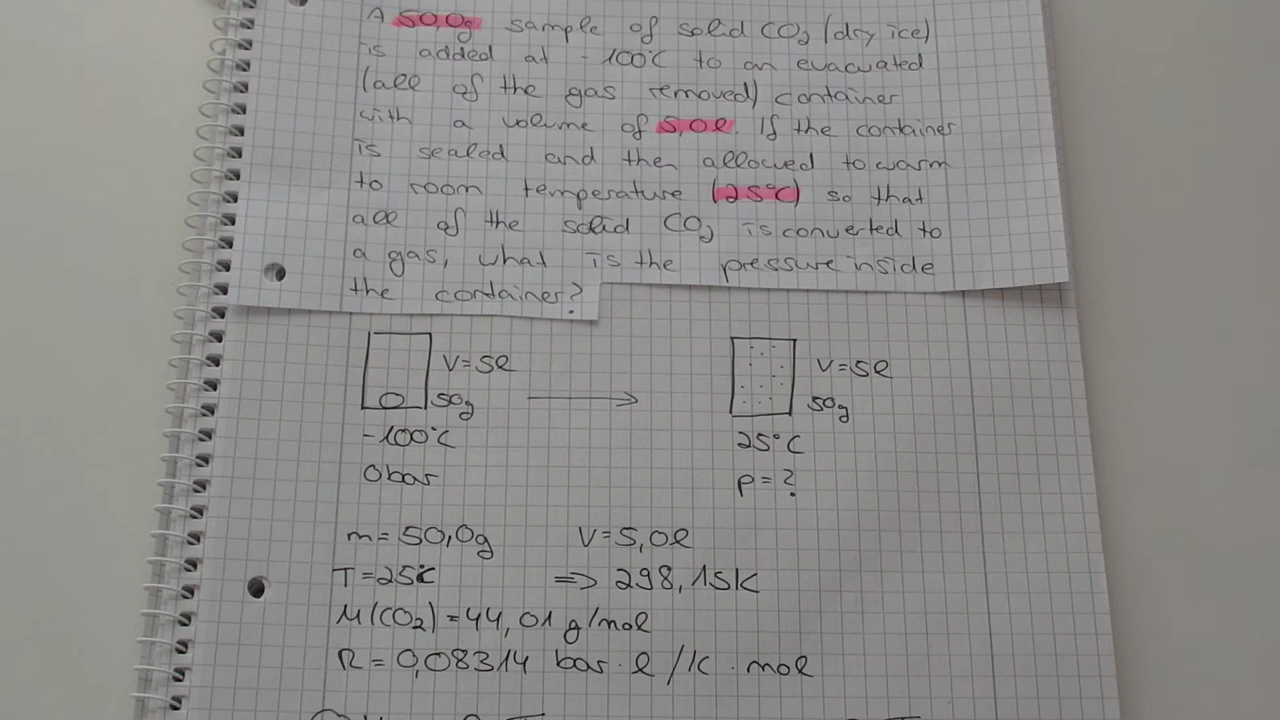 A 50,0g sample of solid CO₂ (dry ice)
is added at -100°C to an evacuated
(all of the gas removed) container
with a volume of 5,0l. If the container
is sealed and then allowed to warm
to room temperature (25°C) so that
all of the solid CO₂ is converted to
a gas, what is the pressure inside
the container?
V=5l
50g
-100°C
0bar
V=5l
50g
25°C
p=?
m=50,0g V=5,0l
T=25°C => 298,15K
M(CO₂)=44,01 g/mol
R=0,08314 bar·l/K·mol